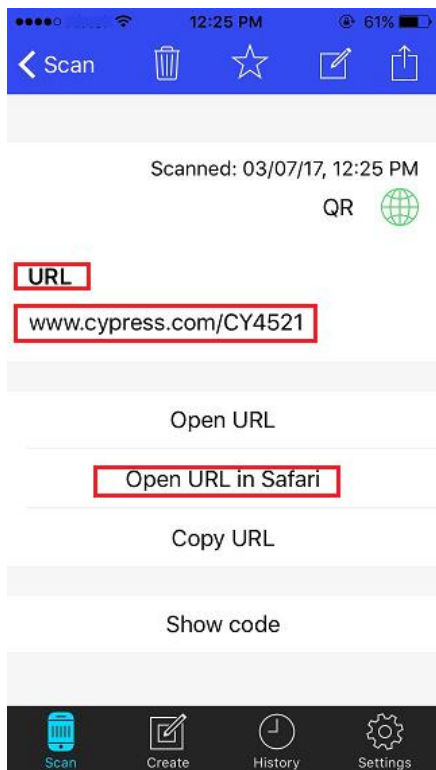 12:25 PM 61%
Scan
Scanned: 03/07/17, 12:25 PM
QR
URL
www.cypress.com/CY4521
Open URL
Open URL in Safari
Copy URL
Show code
Scan Create History Settings